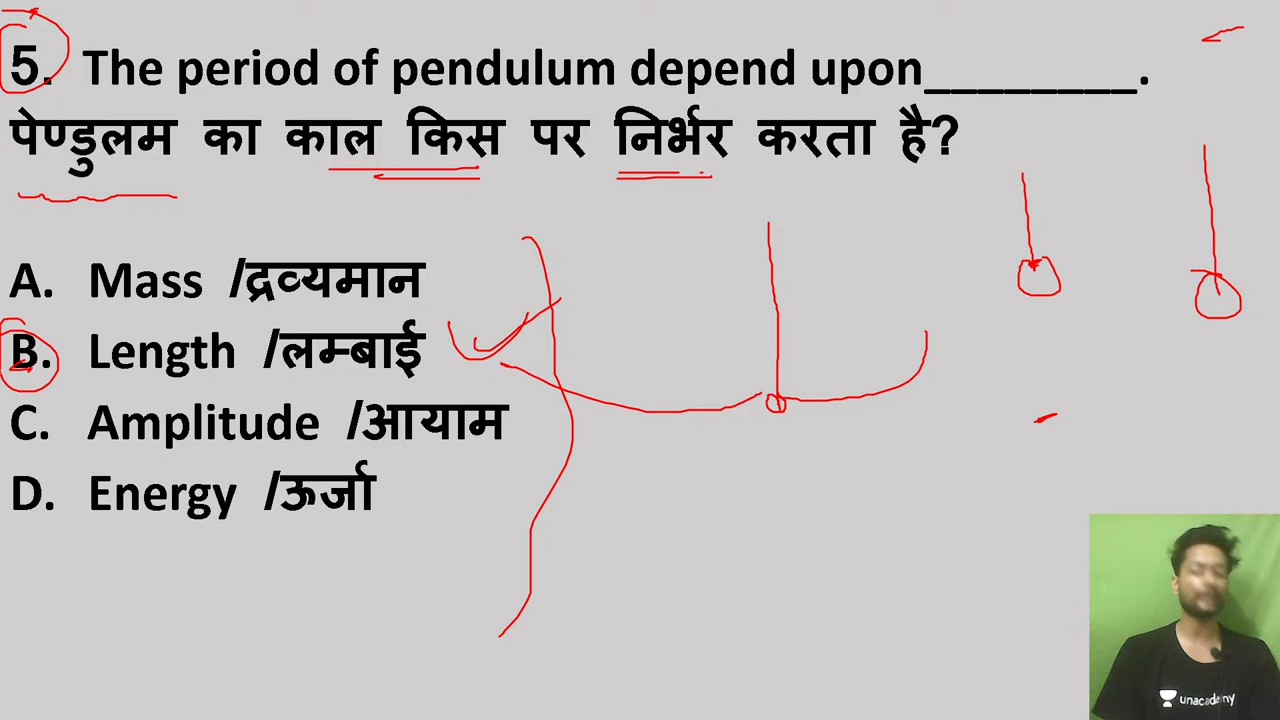 5. The period of pendulum depend upon________.
पेण्डुलम का काल किस पर निर्भर करता है?
A. Mass /द्रव्यमान
B. Length /लम्बाई
C. Amplitude /आयाम
D. Energy /ऊर्जा
unacademy